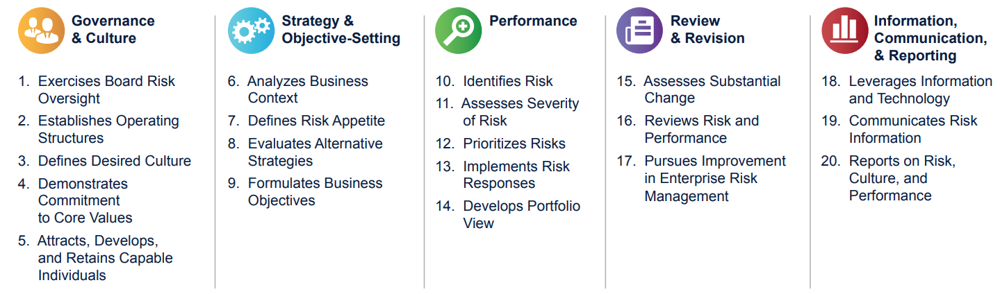 Governance
& Culture
1. Exercises Board Risk
Oversight
2. Establishes Operating
Structures
3. Defines Desired Culture
4. Demonstrates
Commitment
to Core Values
5. Attracts, Develops,
and Retains Capable
Individuals
Strategy &
Objective-Setting
6. Analyzes Business
Context
7. Defines Risk Appetite
8. Evaluates Alternative
Strategies
9. Formulates Business
Objectives
Performance
10. Identifies Risk
11. Assesses Severity
of Risk
12. Prioritizes Risks
13. Implements Risk
Responses
14. Develops Portfolio
View
Review
& Revision
15. Assesses Substantial
Change
16. Reviews Risk and
Performance
17. Pursues Improvement
in Enterprise Risk
Management
Information,
Communication,
& Reporting
18. Leverages Information
and Technology
19. Communicates Risk
Information
20. Reports on Risk,
Culture, and
Performance